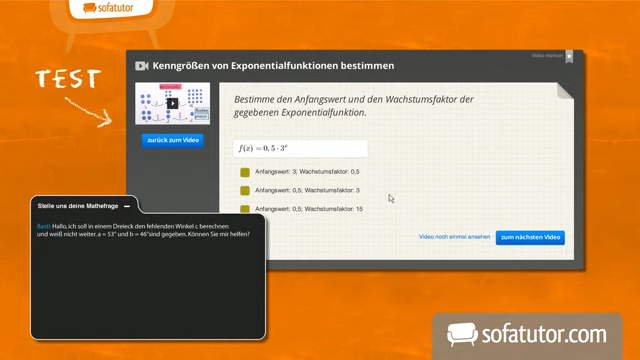 sofatutor
Video merken
Kenngrößen von Exponentialfunktionen bestimmen
TEST
Bestimme den Anfangswert und den Wachstumsfaktor der
gegebenen Exponentialfunktion.
zurück zum Video
f(x) = 0,5 · 3ˣ
Anfangswert: 3; Wachstumsfaktor: 0,5
Anfangswert: 0,5; Wachstumsfaktor: 3
Anfangswert: 0,5; Wachstumsfaktor: 15
Stelle uns deine Mathefrage
Hallo, ich soll in einem Dreieck den fehlenden Winkel c berechnen
und weiß nicht weiter. a = 53° und b = 46° sind gegeben. Können Sie mir helfen?
Video noch einmal ansehen
zum nächsten Video
sofatutor.com